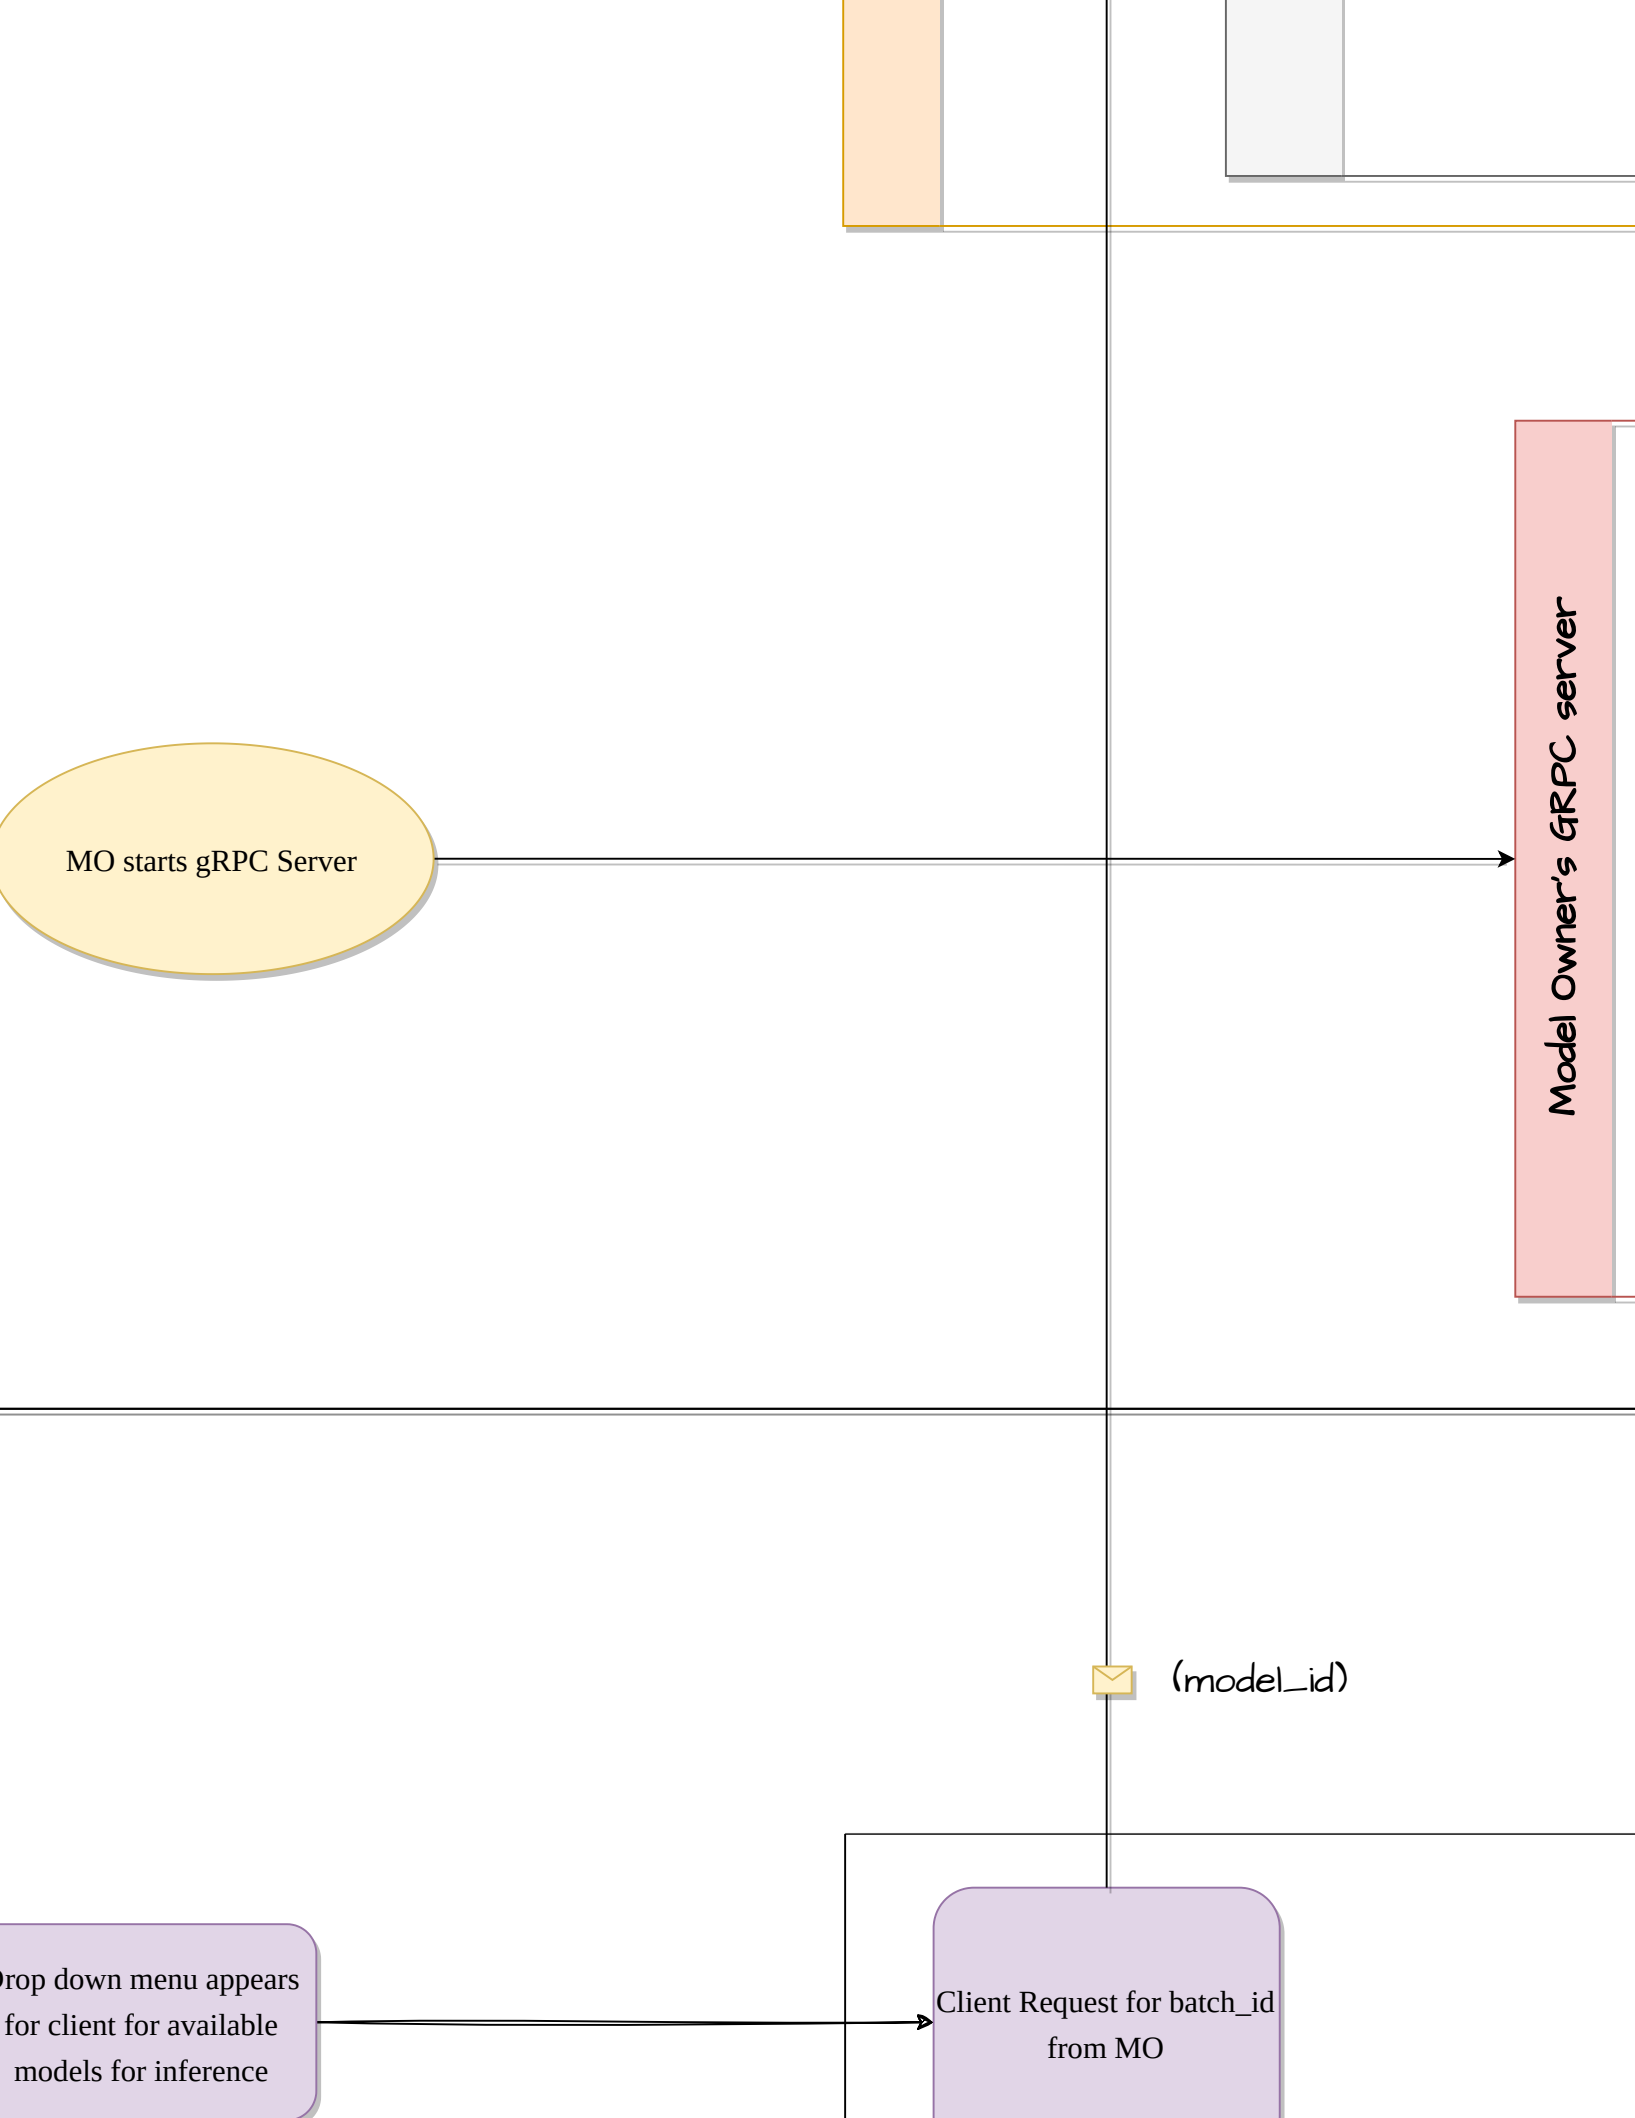 Model Owner's GRPC server
MO starts gRPC Server
(model_id)
down menu appears
for client for available
models for inference
Client Request for batch_id
from MO